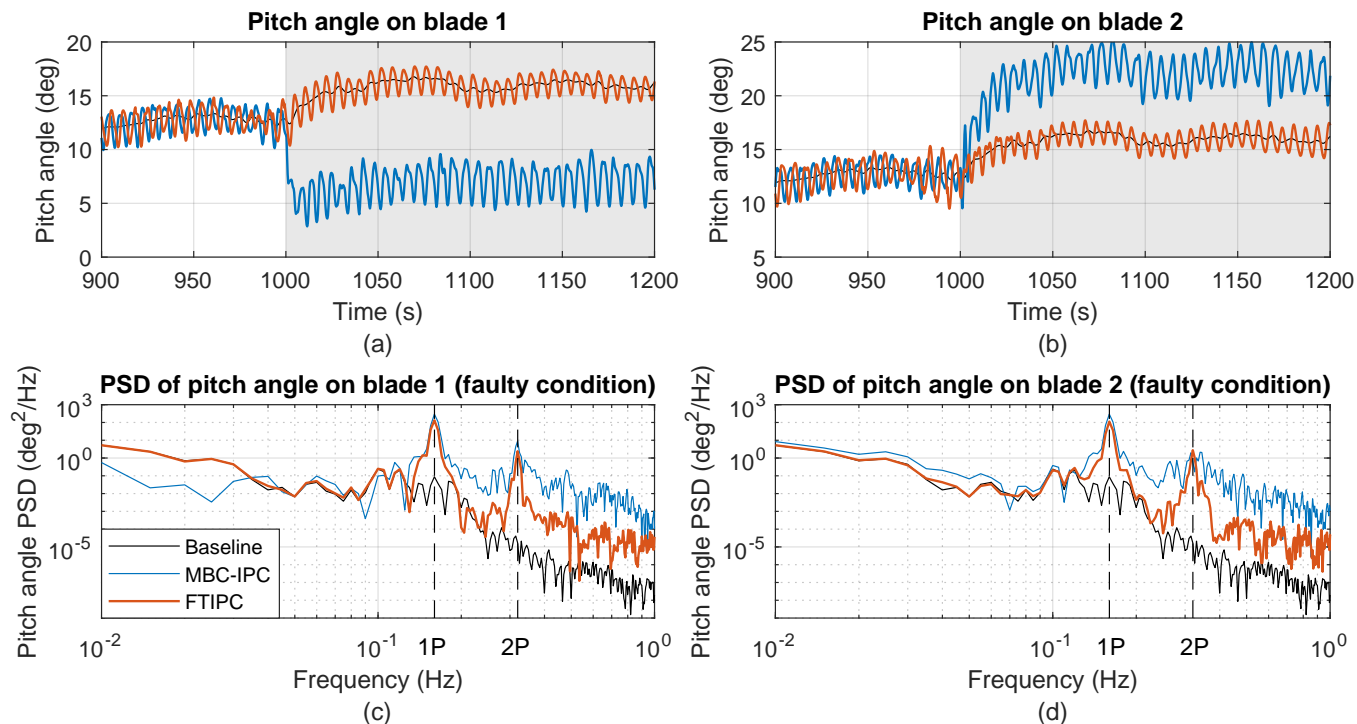 Pitch angle on blade 1
Pitch angle (deg)
20
15
10
5
0
900 950 1000 1050 1100 1150 1200
Time (s)
(a)
Pitch angle on blade 2
Pitch angle (deg)
25
20
15
10
5
900 950 1000 1050 1100 1150 1200
Time (s)
(b)
PSD of pitch angle on blade 1 (faulty condition)
Pitch angle PSD (deg²/Hz)
10³
10⁰
10⁻⁵
Baseline
MBC-IPC
FTIPC
10⁻² 10⁻¹ 1P 2P 10⁰
Frequency (Hz)
(c)
PSD of pitch angle on blade 2 (faulty condition)
Pitch angle PSD (deg²/Hz)
10³
10⁰
10⁻⁵
10⁻² 10⁻¹ 1P 2P 10⁰
Frequency (Hz)
(d)